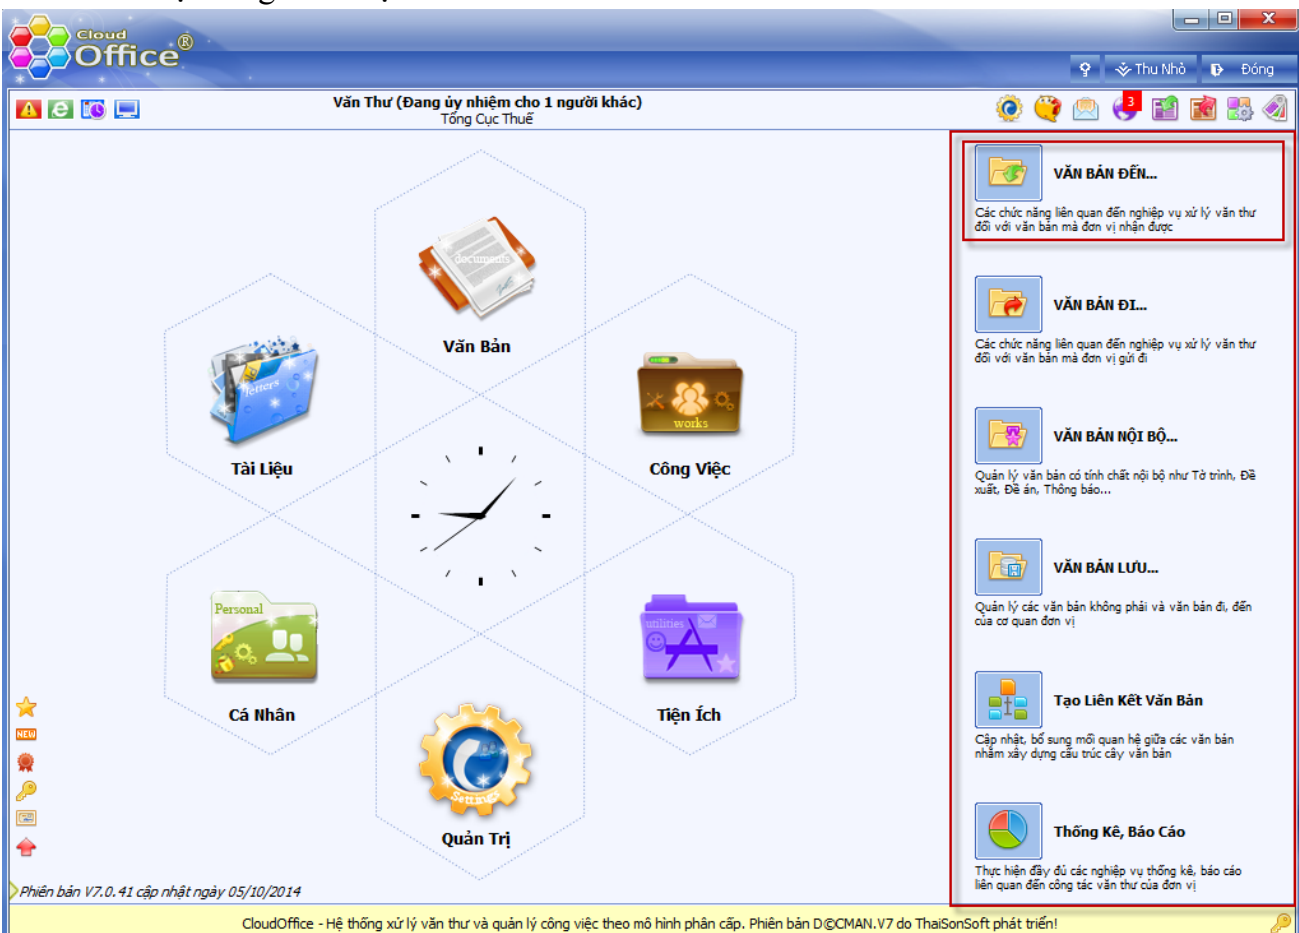 Cloud
Office®
Thu Nhỏ Đóng
Văn Thư (Đang ủy nhiệm cho 1 người khác)
Tổng Cục Thuế
3
VĂN BẢN ĐẾN...
Các chức năng liên quan đến nghiệp vụ xử lý văn thư
đối với văn bản mà đơn vị nhận được
documents
Văn Bản
VĂN BẢN ĐI...
Các chức năng liên quan đến nghiệp vụ xử lý văn thư
đối với văn bản mà đơn vị gửi đi
letters
Tài Liệu
works
Công Việc
VĂN BẢN NỘI BỘ...
Quản lý văn bản có tính chất nội bộ như Tờ trình, Đề
xuất, Đề án, Thông báo...
VĂN BẢN LƯU...
Quản lý các văn bản không phải và văn bản đi, đến
của cơ quan đơn vị
Personal
Cá Nhân
utilities
Tiện Ích
Tạo Liên Kết Văn Bản
Cập nhật, bổ sung mối quan hệ giữa các văn bản
nhằm xây dựng cấu trúc cây văn bản
NEW
Settings
Quản Trị
Thống Kê, Báo Cáo
Thực hiện đầy đủ các nghiệp vụ thống kê, báo cáo
liên quan đến công tác văn thư của đơn vị
Phiên bản V7.0.41 cập nhật ngày 05/10/2014
CloudOffice - Hệ thống xử lý văn thư và quản lý công việc theo mô hình phân cấp. Phiên bản D©CMAN.V7 do ThaiSonSoft phát triển!